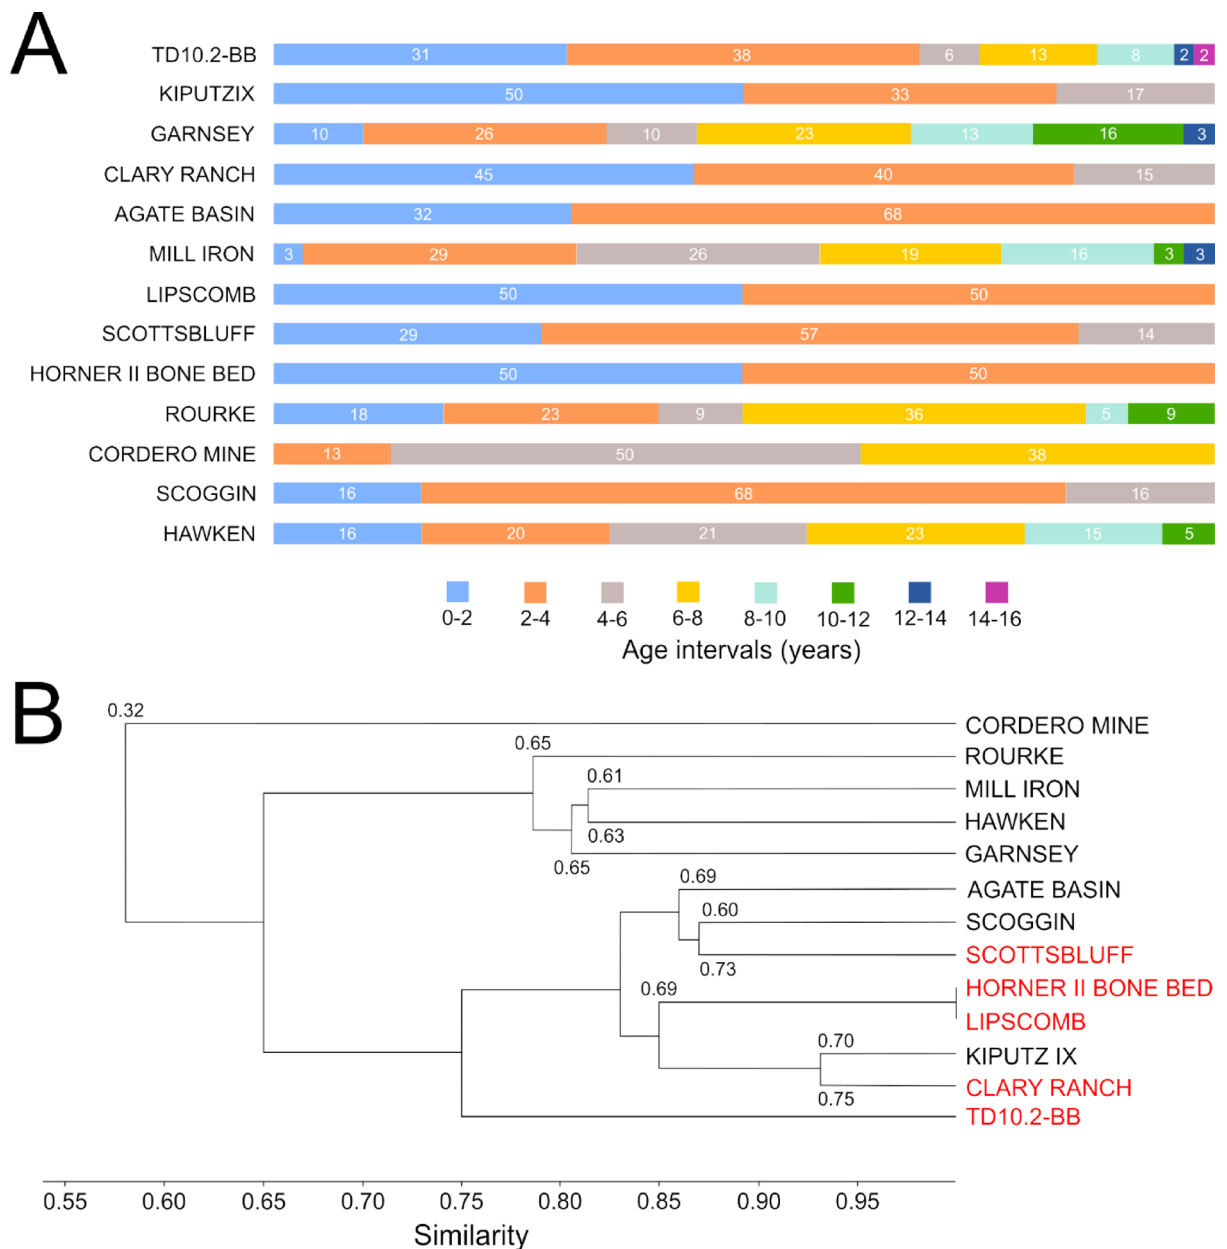 A
TD10.2-BB 31 38 6 13 8 2 2
KIPUTZIX 50 33 17
GARNSEY 10 26 10 23 13 16 3
CLARY RANCH 45 40 15
AGATE BASIN 32 68
MILL IRON 3 29 26 19 16 3 3
LIPSCOMB 50 50
SCOTTSBLUFF 29 57 14
HORNER II BONE BED 50 50
ROURKE 18 23 9 36 5 9
CORDERO MINE 13 50 38
SCOGGIN 16 68 16
HAWKEN 16 20 21 23 15 5
0-2 2-4 4-6 6-8 8-10 10-12 12-14 14-16
Age intervals (years)
B
0.32
CORDERO MINE
0.65
ROURKE
0.61
MILL IRON
HAWKEN
0.63
GARNSEY
0.65
0.69
AGATE BASIN
0.60
SCOGGIN
SCOTTSBLUFF
0.73
0.69
HORNER II BONE BED
LIPSCOMB
0.70
KIPUTZ IX
CLARY RANCH
0.75
TD10.2-BB
0.55 0.60 0.65 0.70 0.75 0.80 0.85 0.90 0.95
Similarity